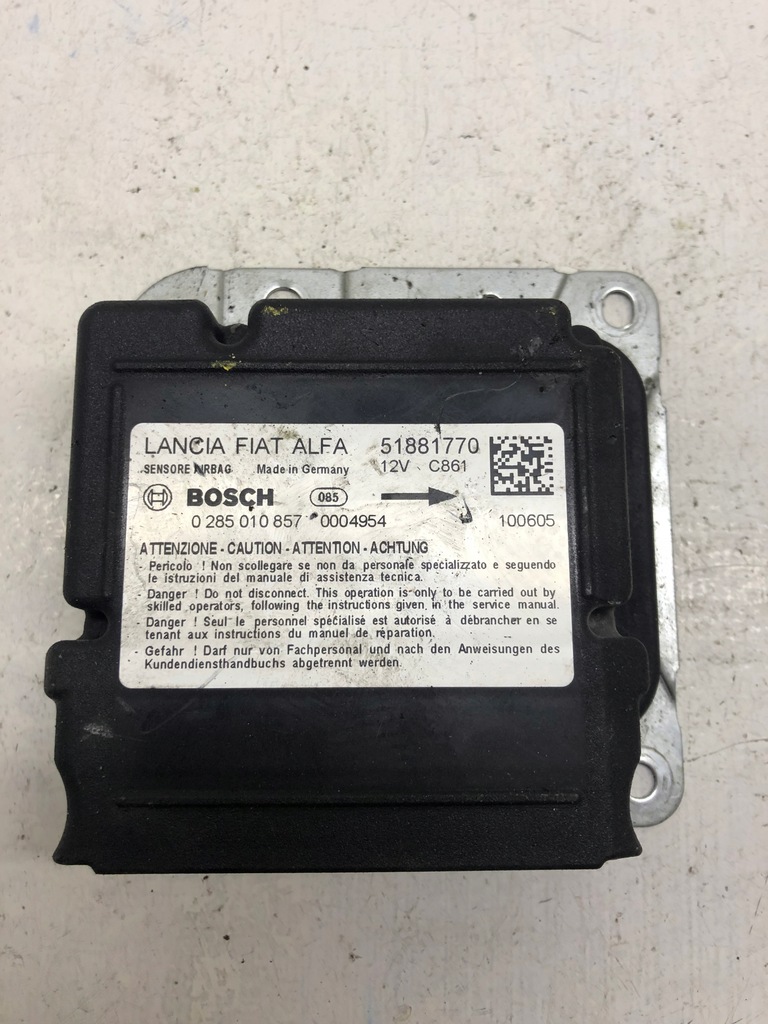 LANCIA FIAT ALFA 51881770
SENSORE AIRBAG Made in Germany 12V C861
BOSCH 085
0 285 010 857 0004954 100605
ATTENZIONE - CAUTION - ATTENTION - ACHTUNG
- Pericolo ! Non scollegare se non da personale specializzato e seguendo
le istruzioni del manuale di assistenza tecnica.
- Danger ! Do not disconnect. This operation is only to be carried out by
skilled operators, following the instructions given, in the service manual.
- Danger ! Seul le personnel spécialisé est autorisé à débrancher en se
tenant aux instructions du manuel de réparation.
- Gefahr ! Darf nur von Fachpersonal und nach den Anweisungen des
Kundendiensthandbuchs abgetrennt werden.